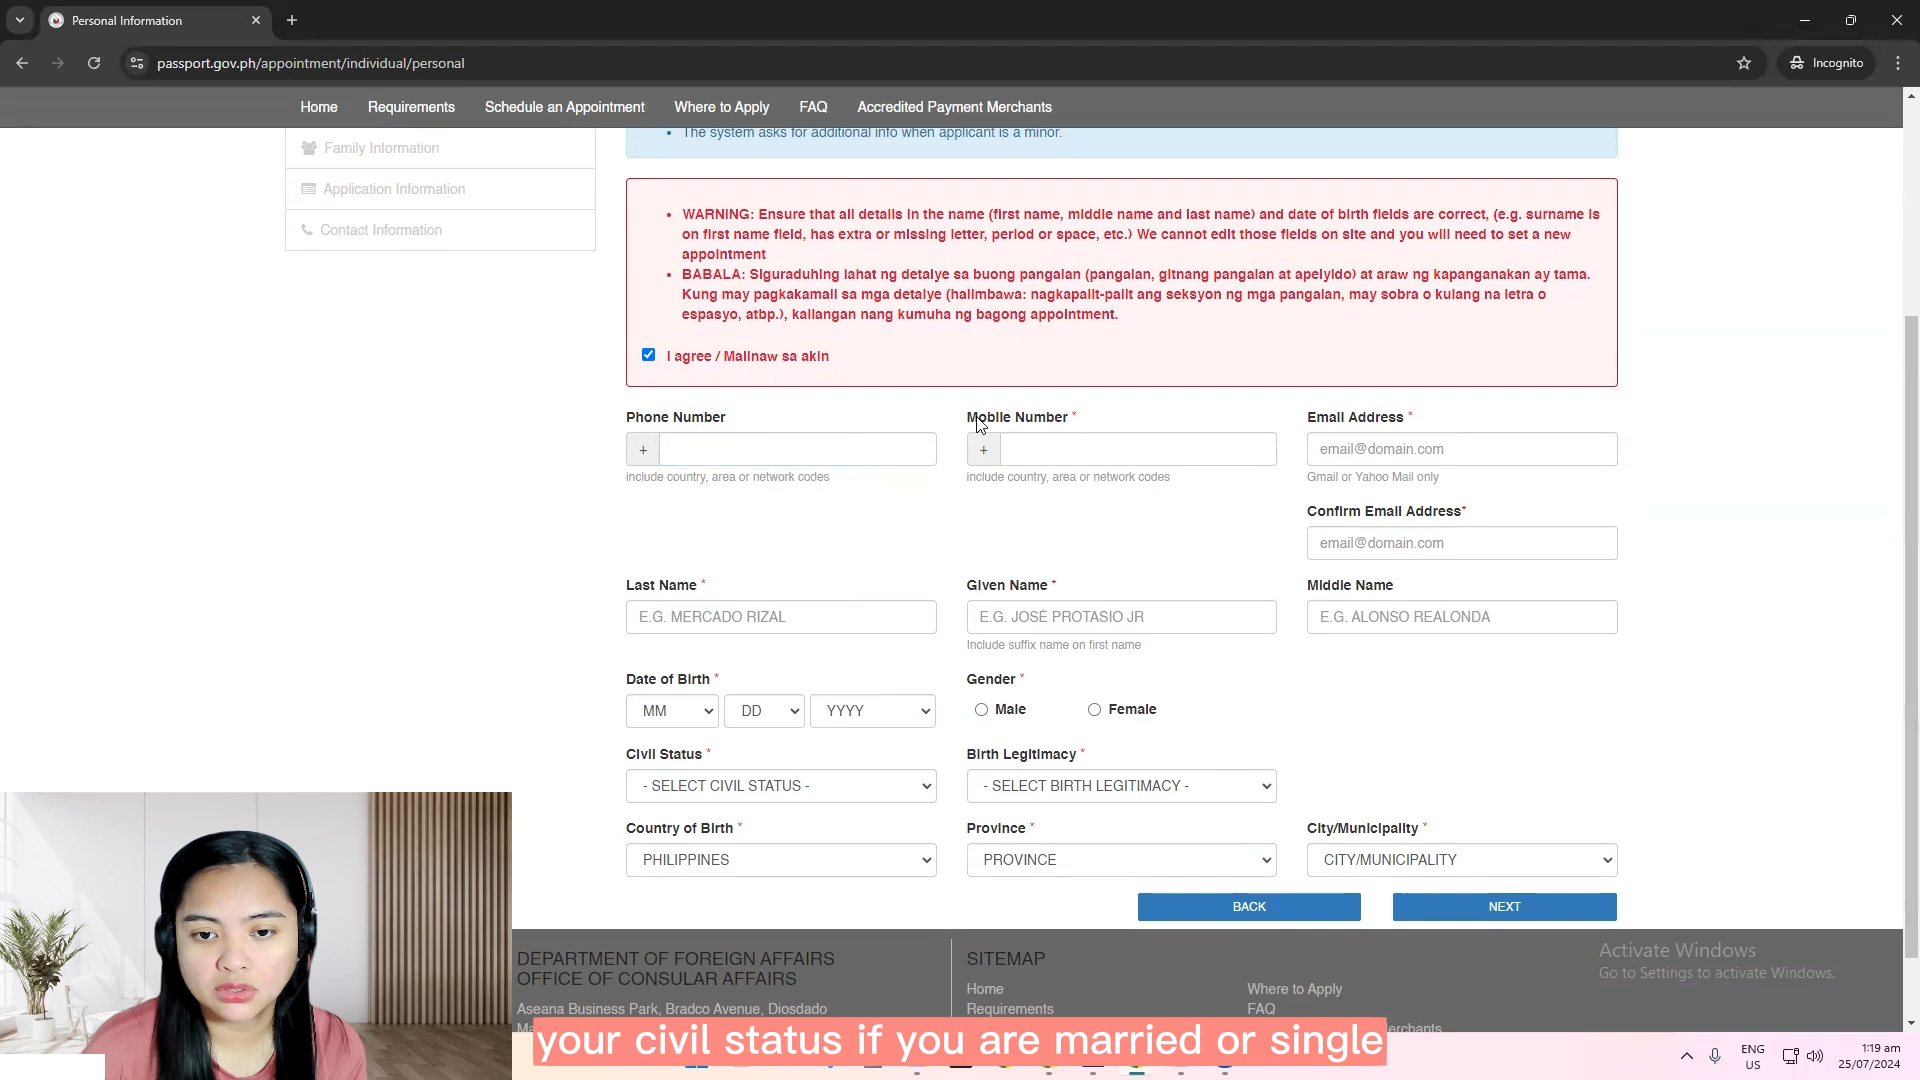 Personal Information
passport.gov.ph/appointment/individual/personal
Incognito
Home Requirements Schedule an Appointment Where to Apply FAQ Accredited Payment Merchants
Family Information
Application Information
Contact Information
• The system asks for additional info when applicant is a minor.
• WARNING: Ensure that all details in the name (first name, middle name and last name) and date of birth fields are correct, (e.g. surname is
on first name field, has extra or missing letter, period or space, etc.) We cannot edit those fields on site and you will need to set a new
appointment
• BABALA: Siguraduhing lahat ng detalye sa buong pangalan (pangalan, gitnang pangalan at apelyido) at araw ng kapanganakan ay tama.
Kung may pagkakamali sa mga detalye (halimbawa: nagkapalit-palit ang seksyon ng mga pangalan, may sobra o kulang na letra o
espasyo, atbp.), kailangan nang kumuha ng bagong appointment.
I agree / Malinaw sa akin
Phone Number Mobile Number * Email Address *
+ + email@domain.com
include country, area or network codes include country, area or network codes Gmail or Yahoo Mail only
Confirm Email Address*
email@domain.com
Last Name * Given Name * Middle Name
E.G. MERCADO RIZAL E.G. JOSÉ PROTASIO JR E.G. ALONSO REALONDA
Include suffix name on first name
Date of Birth * Gender *
MM DD YYYY Male Female
Civil Status * Birth Legitimacy *
- SELECT CIVIL STATUS - - SELECT BIRTH LEGITIMACY -
Country of Birth * Province * City/Municipality *
PHILIPPINES PROVINCE CITY/MUNICIPALITY
BACK NEXT
DEPARTMENT OF FOREIGN AFFAIRS
OFFICE OF CONSULAR AFFAIRS
Aseana Business Park, Bradco Avenue, Diosdado
SITEMAP
Home Where to Apply
Requirements FAQ
Activate Windows
Go to Settings to activate Windows.
your civil status if you are married or single
ENG
US
1:19 am
25/07/2024